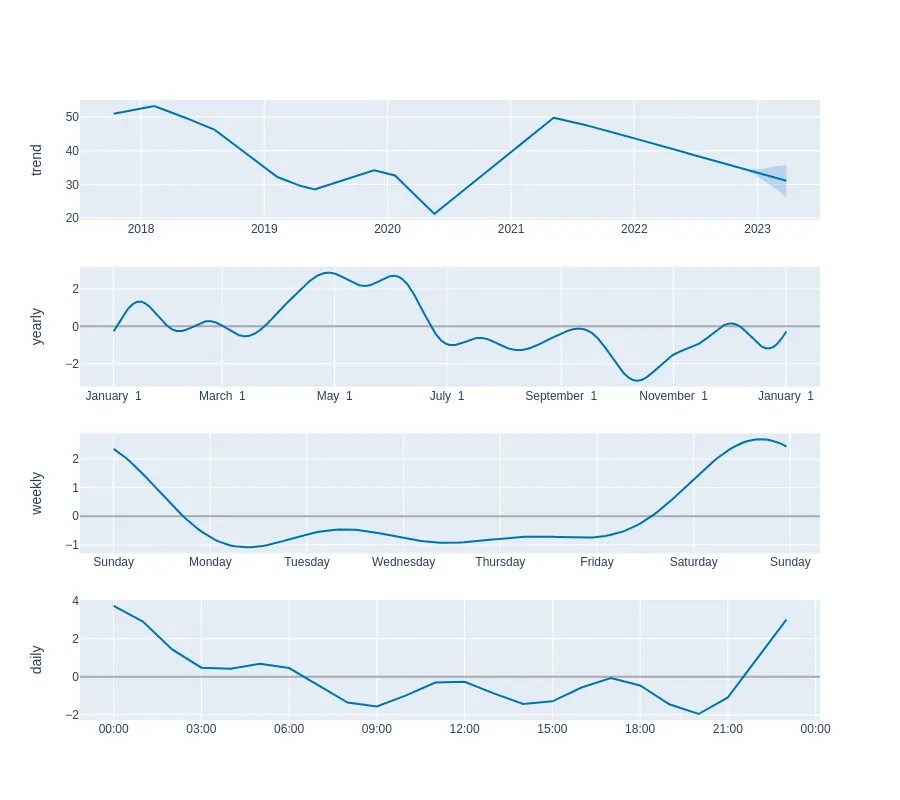 trend
50
40
30
20
2018 2019 2020 2021 2022 2023
yearly
2
0
−2
January 1 March 1 May 1 July 1 September 1 November 1 January 1
weekly
2
1
0
−1
Sunday Monday Tuesday Wednesday Thursday Friday Saturday Sunday
daily
4
2
0
−2
00:00 03:00 06:00 09:00 12:00 15:00 18:00 21:00 00:00